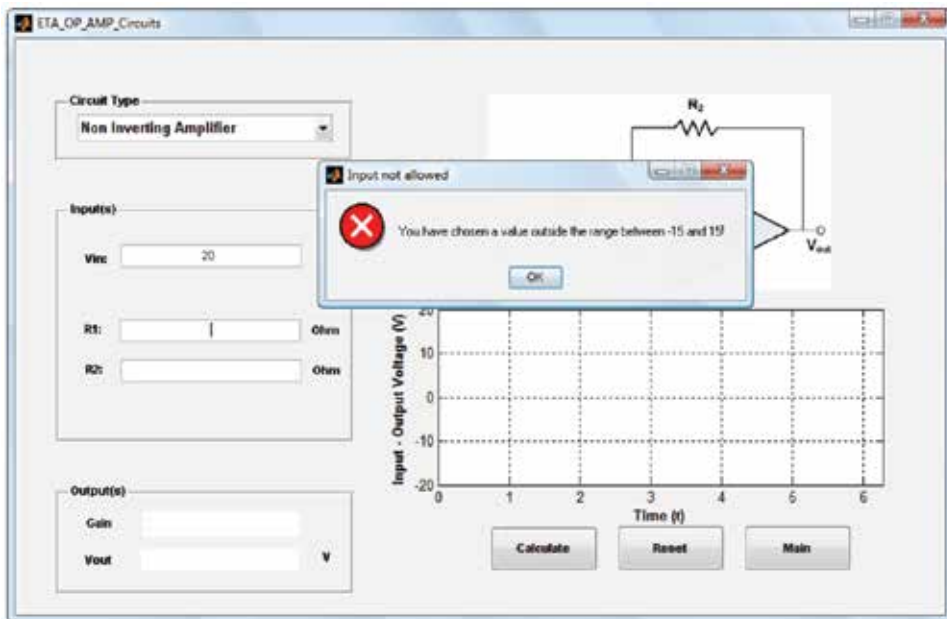 ETA_OP_AMP_Circuits
Circuit Type
Non Inverting Amplifier
R2
Input not allowed
You have chosen a value outside the range between -15 and 15!
OK
Vout
Input(s)
Vin: 20
R1: Ohm
R2: Ohm
Input - Output Voltage (V)
20
10
0
-10
-20
0 1 2 3 4 5 6
Time (t)
Output(s)
Gain
Vout V
Calculate Reset Main